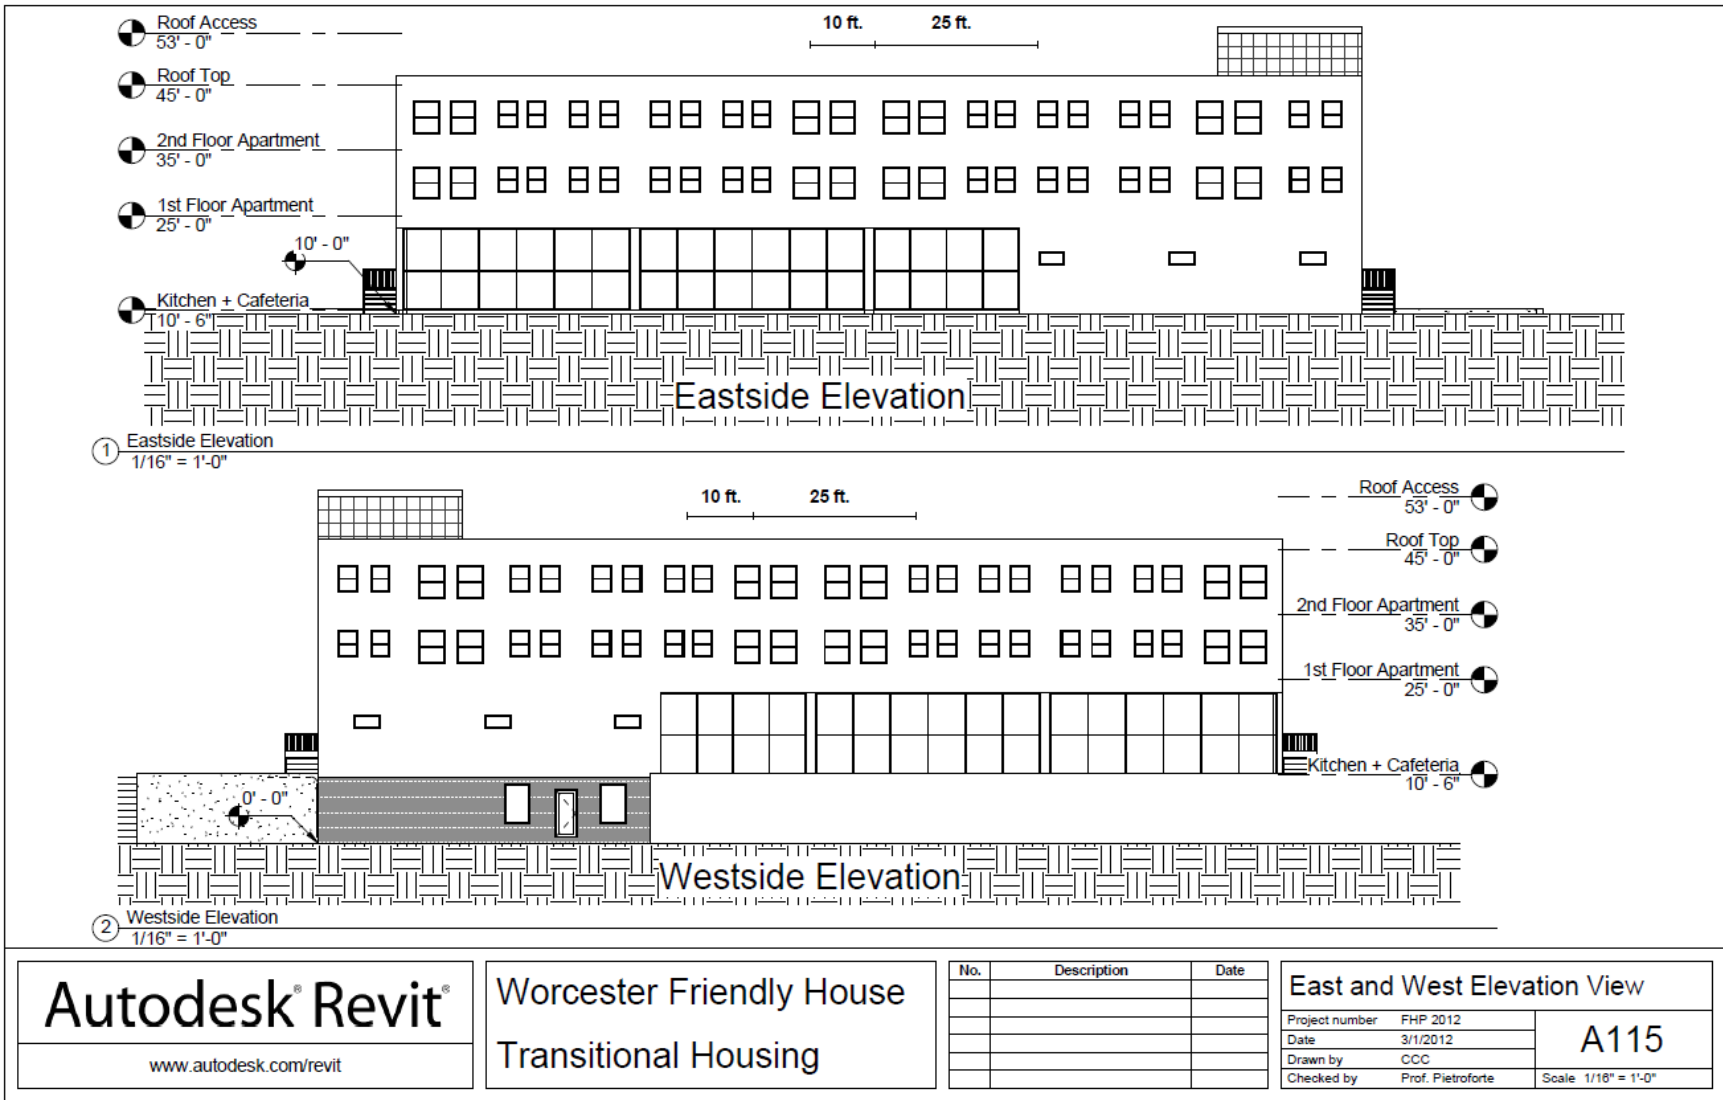 Roof Access
53' - 0"
Roof Top
45' - 0"
2nd Floor Apartment
35' - 0"
1st Floor Apartment
25' - 0"
10' - 0"
Kitchen + Cafeteria
10' - 6"
10 ft. 25 ft.
Eastside Elevation
1 Eastside Elevation
1/16" = 1'-0"
10 ft. 25 ft.
Roof Access
53' - 0"
Roof Top
45' - 0"
2nd Floor Apartment
35' - 0"
1st Floor Apartment
25' - 0"
Kitchen + Cafeteria
10' - 6"
0' - 0"
Westside Elevation
2 Westside Elevation
1/16" = 1'-0"
Autodesk® Revit®
www.autodesk.com/revit
Worcester Friendly House
Transitional Housing
No. Description Date
East and West Elevation View
Project number FHP 2012
Date 3/1/2012
Drawn by CCC
Checked by Prof. Pietroforte
A115
Scale 1/16" = 1'-0"